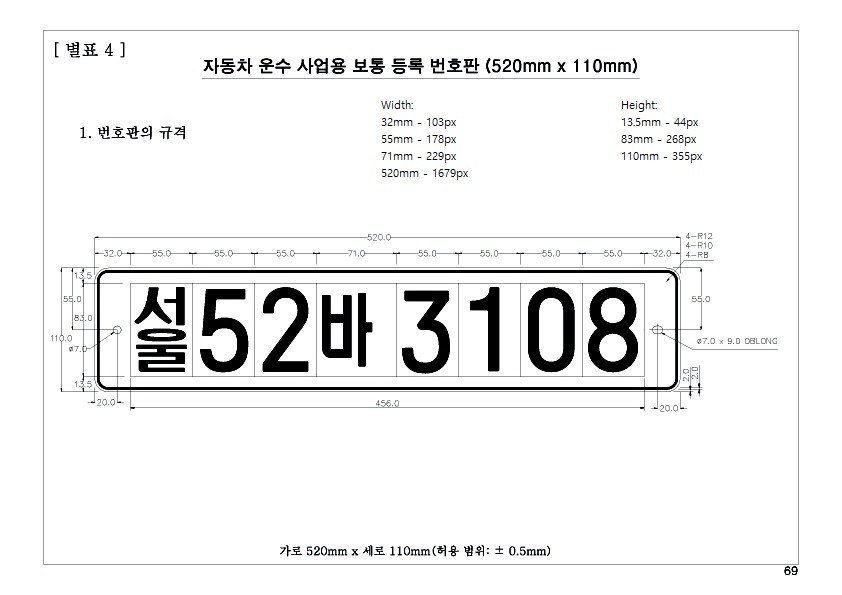 [ 별표 4 ]
자동차 운수 사업용 보통 등록 번호판 (520mm x 110mm)
1. 번호판의 규격
Width:
32mm - 103px
55mm - 178px
71mm - 229px
520mm - 1679px
Height:
13.5mm - 44px
83mm - 268px
110mm - 355px
520.0
4-R12
4-R10
4-R8
32.0 55.0 55.0 55.0 71.0 55.0 55.0 55.0 55.0 32.0
13.5
55.0
83.0
110.0
ø7.0
13.5
서울 52바 3108
55.0
ø7.0 x 9.0 OBLONG
2.0
2.0
20.0
456.0
20.0
가로 520mm x 세로 110mm(허용 범위: ± 0.5mm)
69